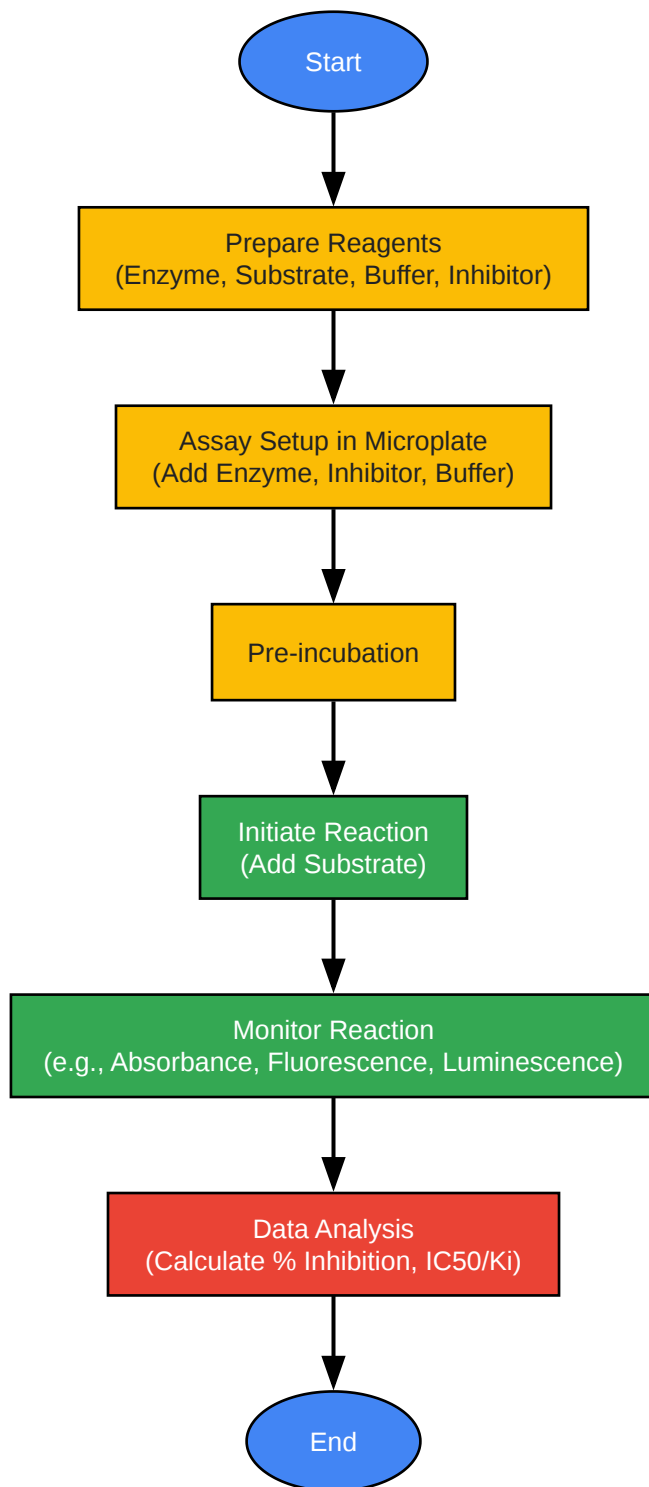 Start
Prepare Reagents
(Enzyme, Substrate, Buffer, Inhibitor)
Assay Setup in Microplate
(Add Enzyme, Inhibitor, Buffer)
Pre-incubation
Initiate Reaction
(Add Substrate)
Monitor Reaction
(e.g., Absorbance, Fluorescence, Luminescence)
Data Analysis
(Calculate % Inhibition, IC50/Ki)
End